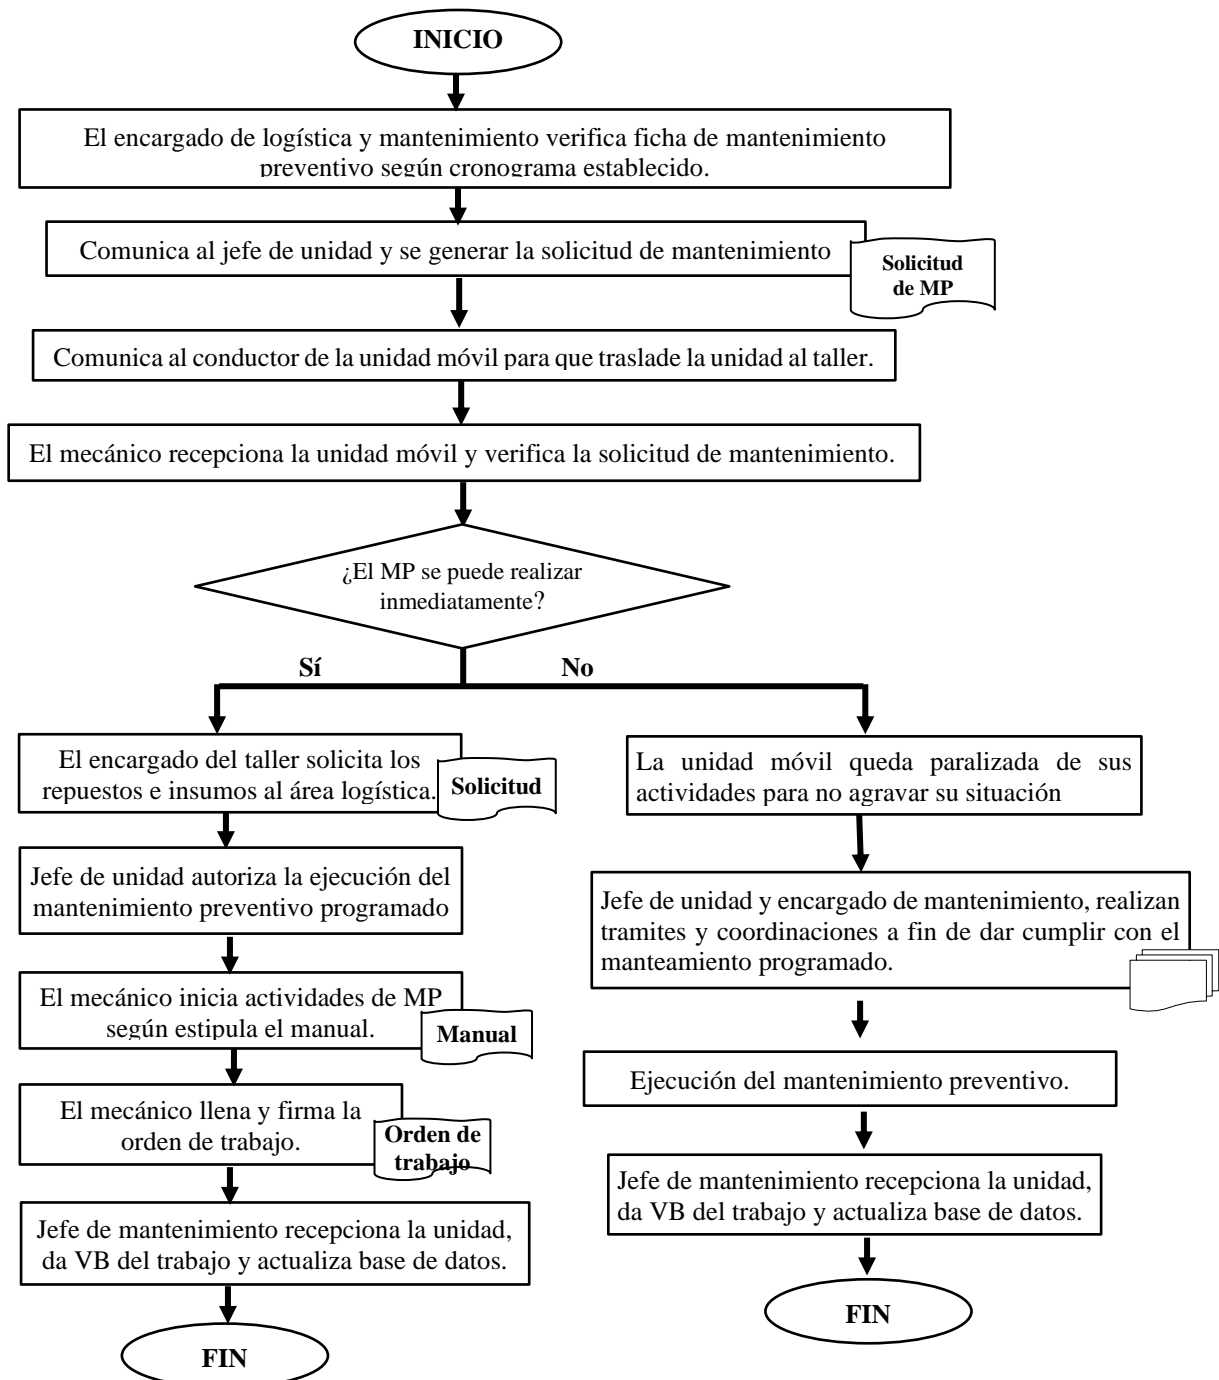 INICIO
El encargado de logística y mantenimiento verifica ficha de mantenimiento
preventivo según cronograma establecido.
Comunica al jefe de unidad y se generar la solicitud de mantenimiento
Solicitud
de MP
Comunica al conductor de la unidad móvil para que traslade la unidad al taller.
El mecánico recepciona la unidad móvil y verifica la solicitud de mantenimiento.
¿El MP se puede realizar
inmediatamente?
Sí
No
El encargado del taller solicita los
repuestos e insumos al área logística.
Solicitud
Jefe de unidad autoriza la ejecución del
mantenimiento preventivo programado
El mecánico inicia actividades de MP
según estipula el manual.
Manual
El mecánico llena y firma la
orden de trabajo.
Orden de
trabajo
Jefe de mantenimiento recepciona la unidad,
da VB del trabajo y actualiza base de datos.
FIN
La unidad móvil queda paralizada de sus
actividades para no agravar su situación
Jefe de unidad y encargado de mantenimiento, realizan
tramites y coordinaciones a fin de dar cumplir con el
manteamiento programado.
Ejecución del mantenimiento preventivo.
Jefe de mantenimiento recepciona la unidad,
da VB del trabajo y actualiza base de datos.
FIN